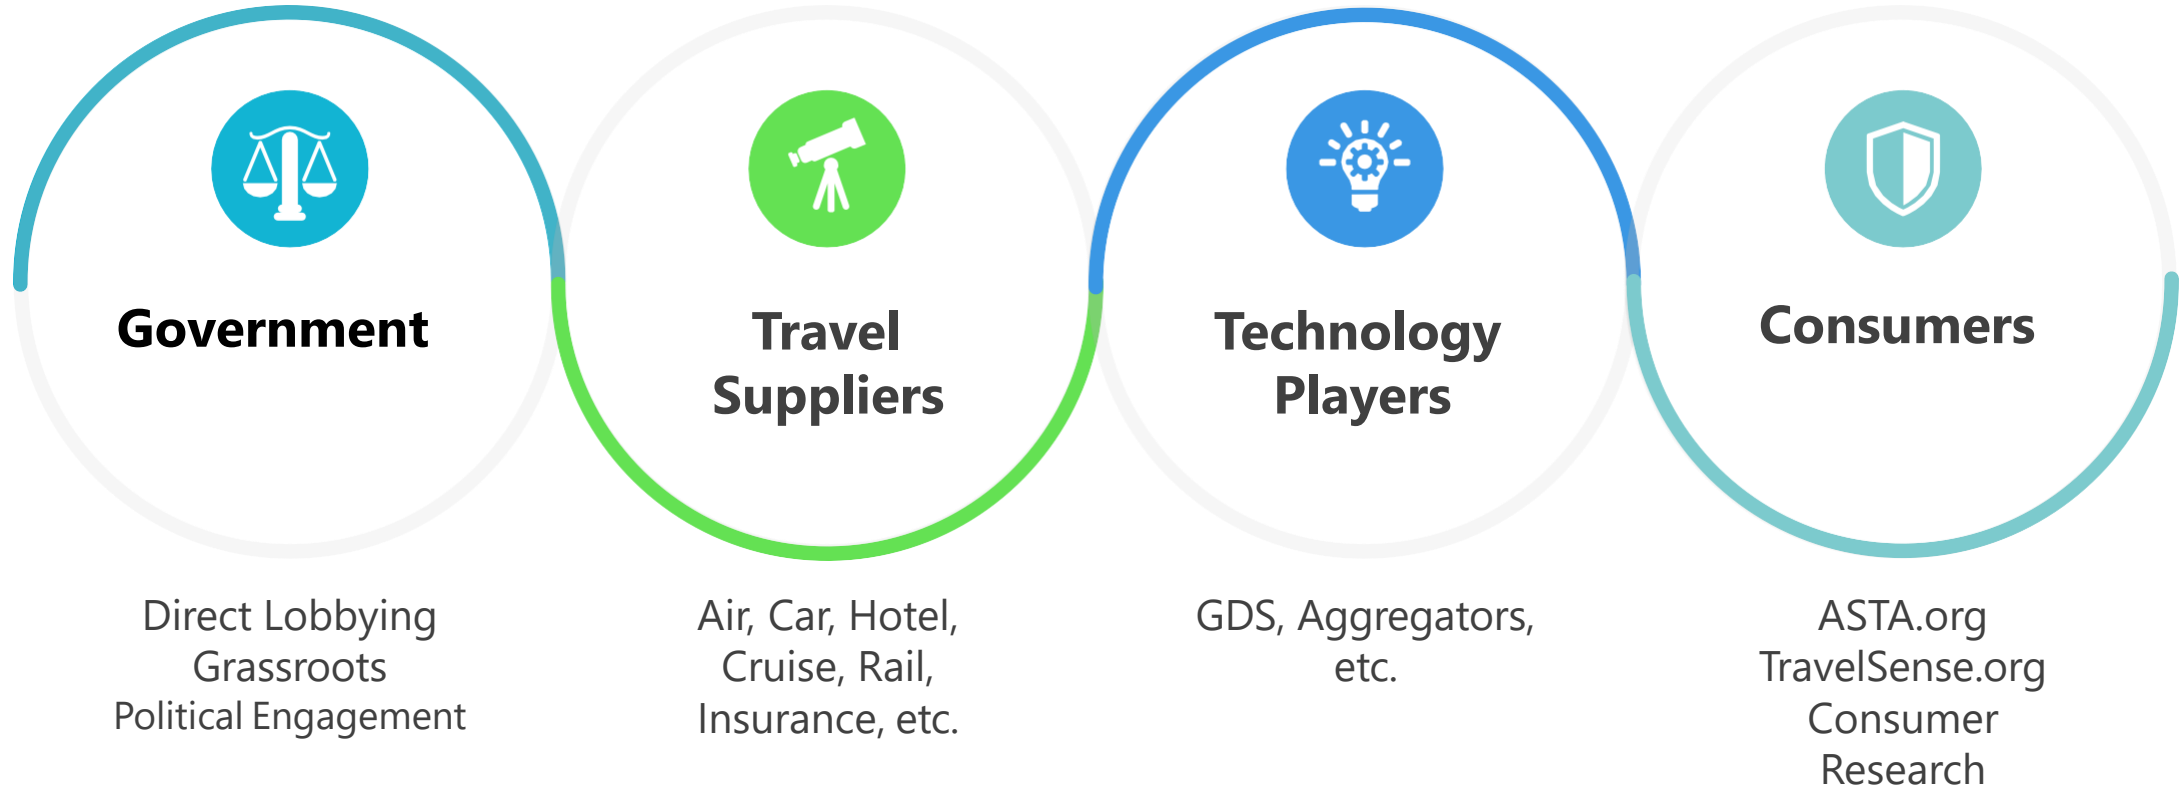 Government
Direct Lobbying
Grassroots
Political Engagement
Travel
Suppliers
Air, Car, Hotel,
Cruise, Rail,
Insurance, etc.
Technology
Players
GDS, Aggregators,
etc.
Consumers
ASTA.org
TravelSense.org
Consumer
Research